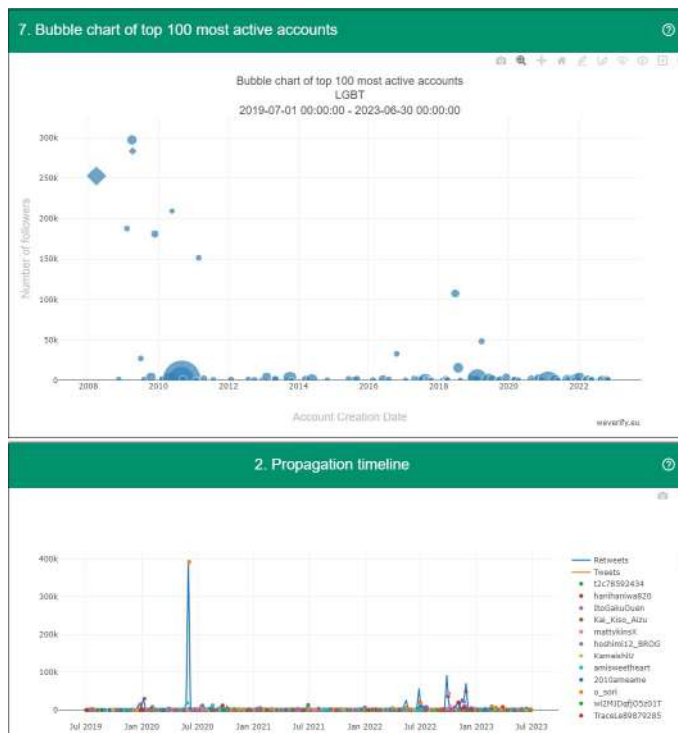 7. Bubble chart of top 100 most active accounts
Bubble chart of top 100 most active accounts
LGBT
2019-07-01 00:00:00 - 2023-06-30 00:00:00
300k
250k
200k
150k
100k
50k
0
Number of followers
2008 2010 2012 2014 2016 2018 2020 2022
Account Creation Date
weverify.eu
2. Propagation timeline
400k
300k
200k
100k
0
Jul 2019 Jan 2020 Jul 2020 Jan 2021 Jul 2021 Jan 2022 Jul 2022 Jan 2023 Jul 2023
Retweets
Tweets
t2c78592434
hanihaniwa820
ItoGakuOuen
Kai_Kiso_Aizu
mattykinsX
hoshimi12_BROG
amisweetheart
2010ameame
o_sori
TraceLe89879285